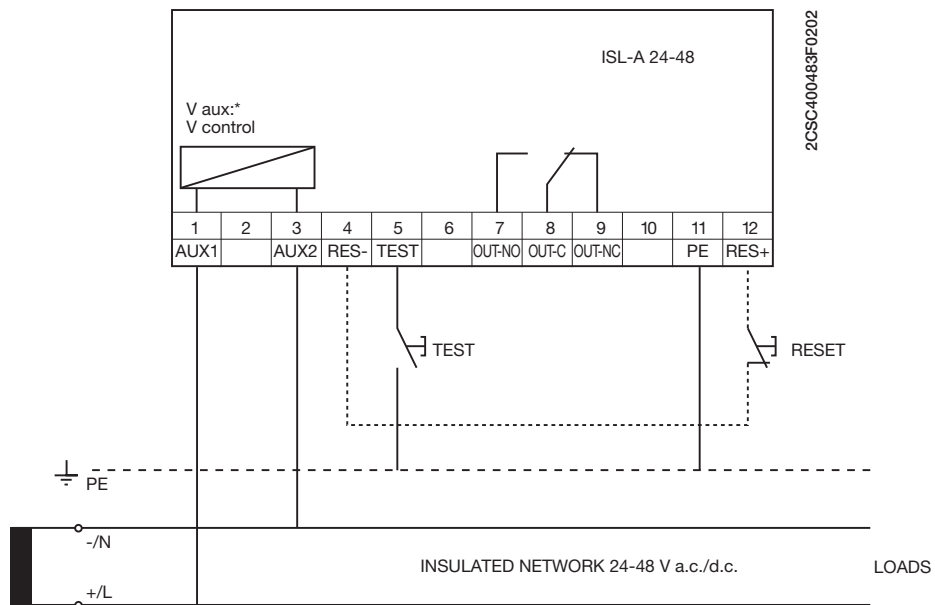 ISL-A 24-48
2CSC400483F0202
V aux:*
V control
1 2 3 4 5 6 7 8 9 10 11 12
AUX1 AUX2 RES- TEST OUT-NO OUT-C OUT-NC PE RES+
TEST
RESET
PE
-/N
INSULATED NETWORK 24-48 V a.c./d.c.
LOADS
+/L